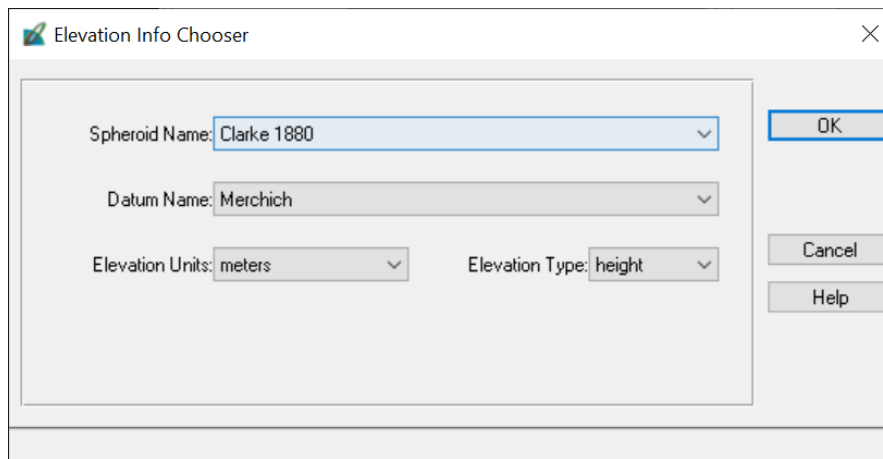 Elevation Info Chooser
Spheroid Name: Clarke 1880
OK
Datum Name: Merchich
Elevation Units: meters Elevation Type: height
Cancel
Help